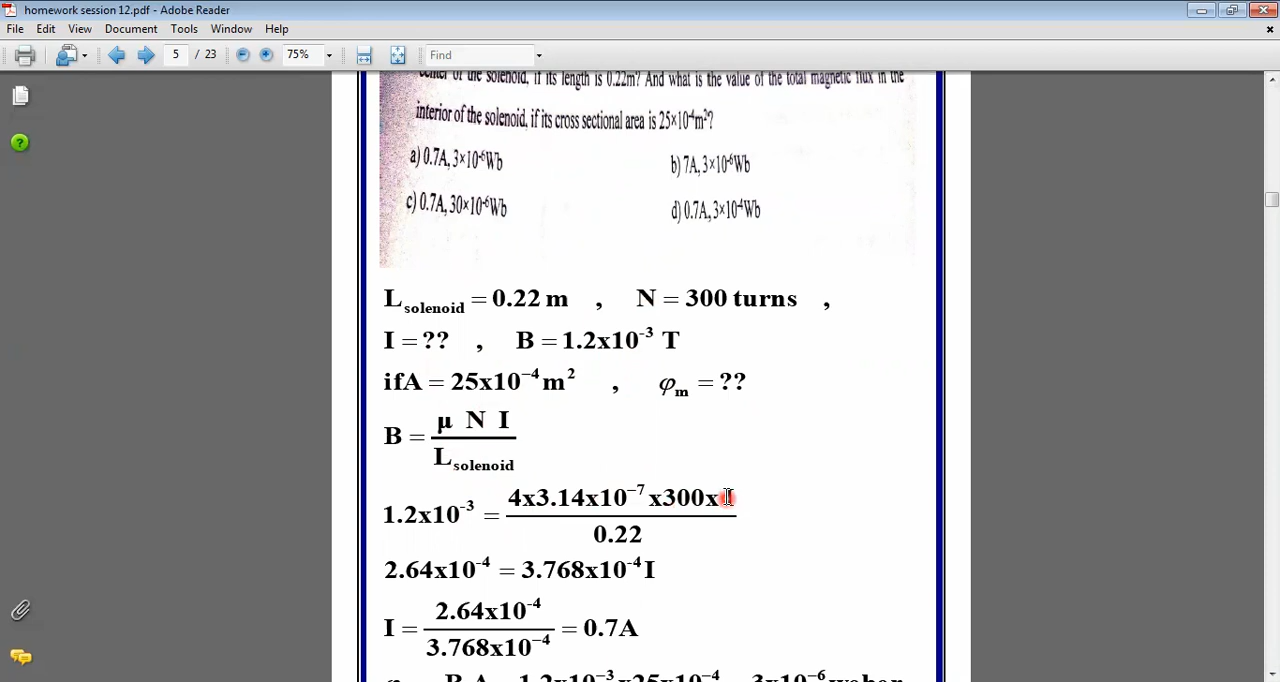 homework session 12.pdf - Adobe Reader
File Edit View Document Tools Window Help
5 / 23 75% Find
center of the solenoid, if its length is 0.22m? And what is the value of the total magnetic flux in the
interior of the solenoid, if its cross sectional area is 25×10⁻⁴m²?
a) 0.7A, 3×10⁻⁶Wb b) 7A, 3×10⁻⁶Wb
c) 0.7A, 30×10⁻⁶Wb d) 0.7A, 3×10⁻⁴Wb
L solenoid = 0.22 m , N = 300 turns ,
I = ?? , B = 1.2x10⁻³ T
ifA = 25x10⁻⁴ m² , φm = ??
B = μ N I / L solenoid
1.2x10⁻³ = 4x3.14x10⁻⁷ x300x I / 0.22
2.64x10⁻⁴ = 3.768x10⁻⁴ I
I = 2.64x10⁻⁴ / 3.768x10⁻⁴ = 0.7A